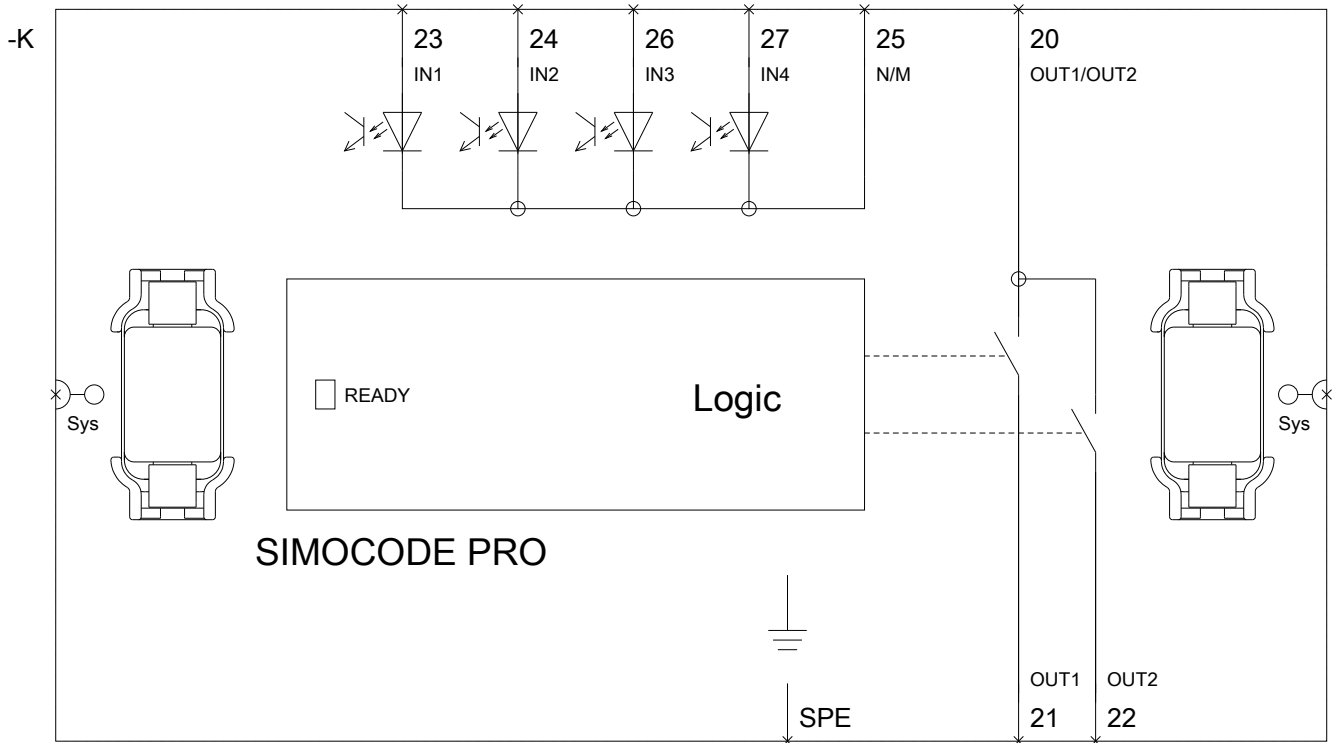 -K
23 24 26 27 25 20
IN1 IN2 IN3 IN4 N/M OUT1/OUT2
READY
Logic
Sys Sys
SIMOCODE PRO
OUT1 OUT2
SPE 21 22